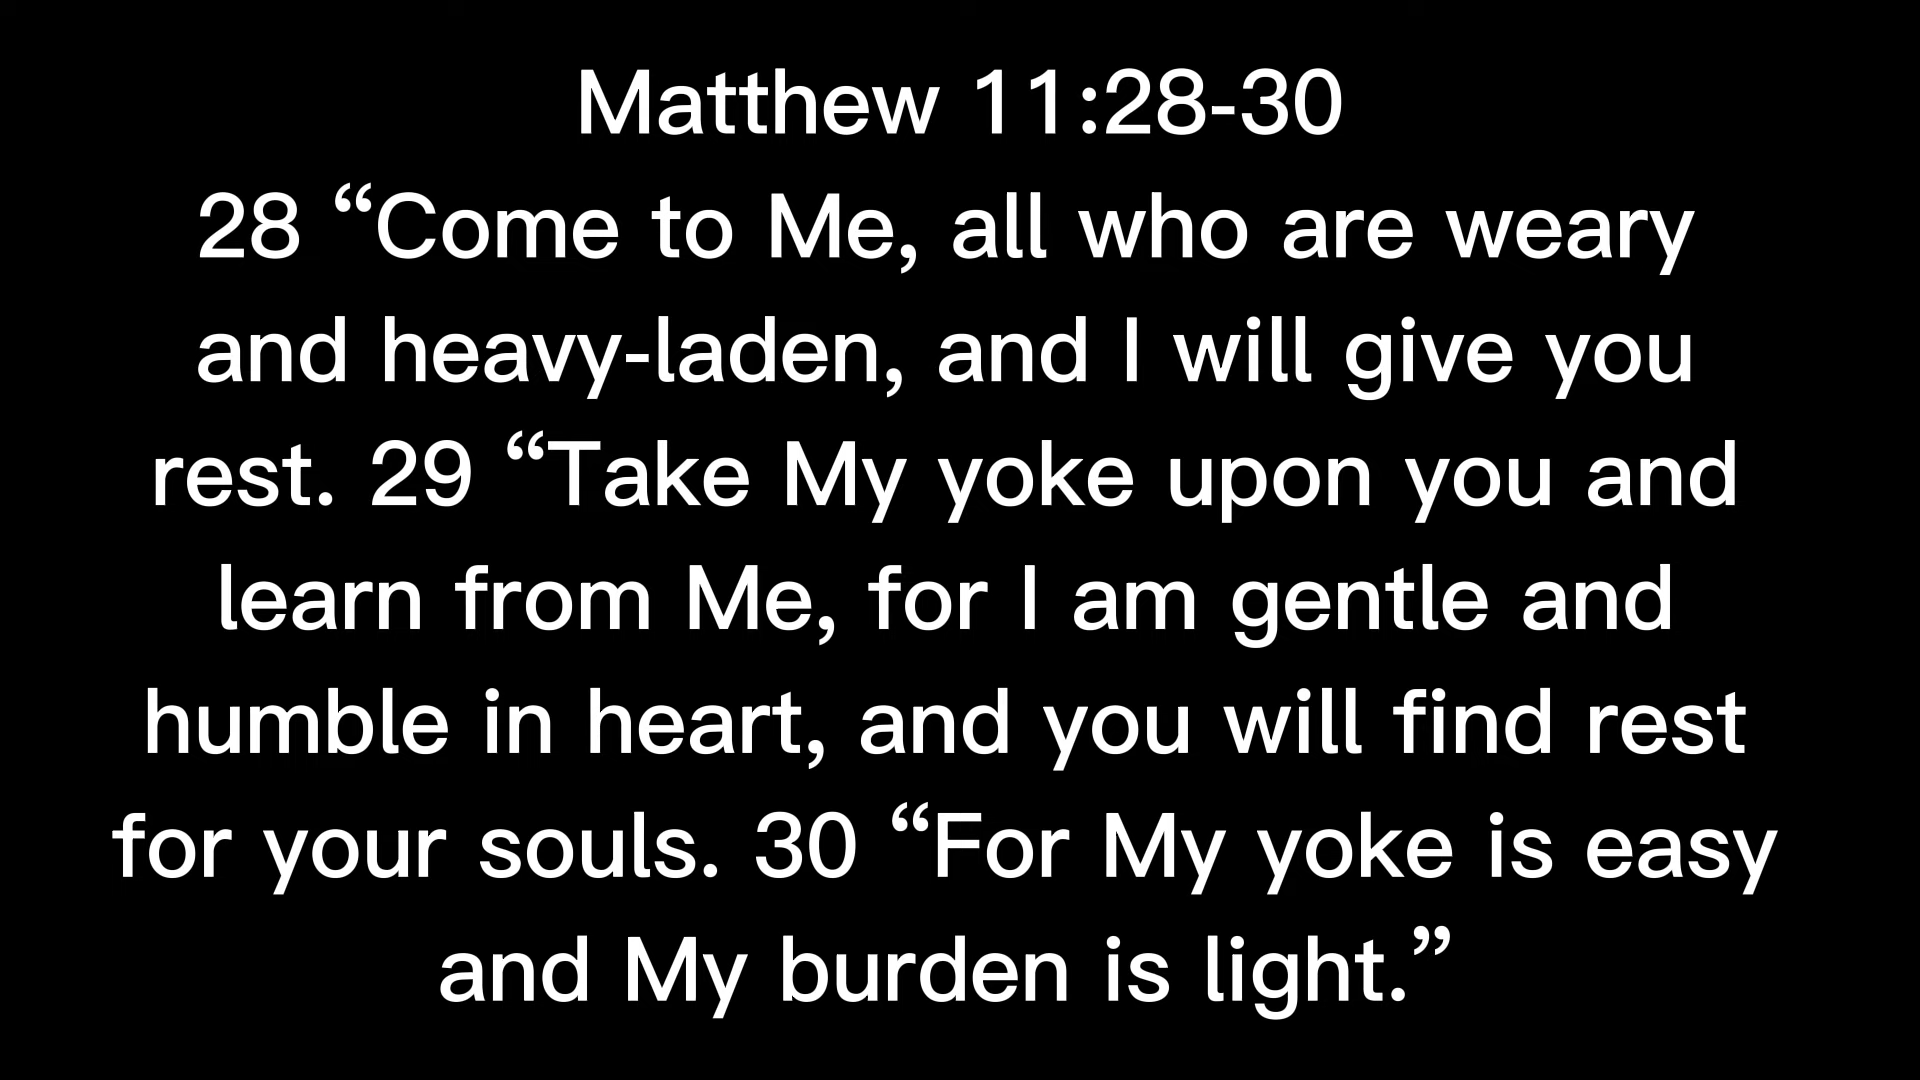 Matthew 11:28-30
28 “Come to Me, all who are weary
and heavy-laden, and I will give you
rest. 29 “Take My yoke upon you and
learn from Me, for I am gentle and
humble in heart, and you will find rest
for your souls. 30 “For My yoke is easy
and My burden is light.”